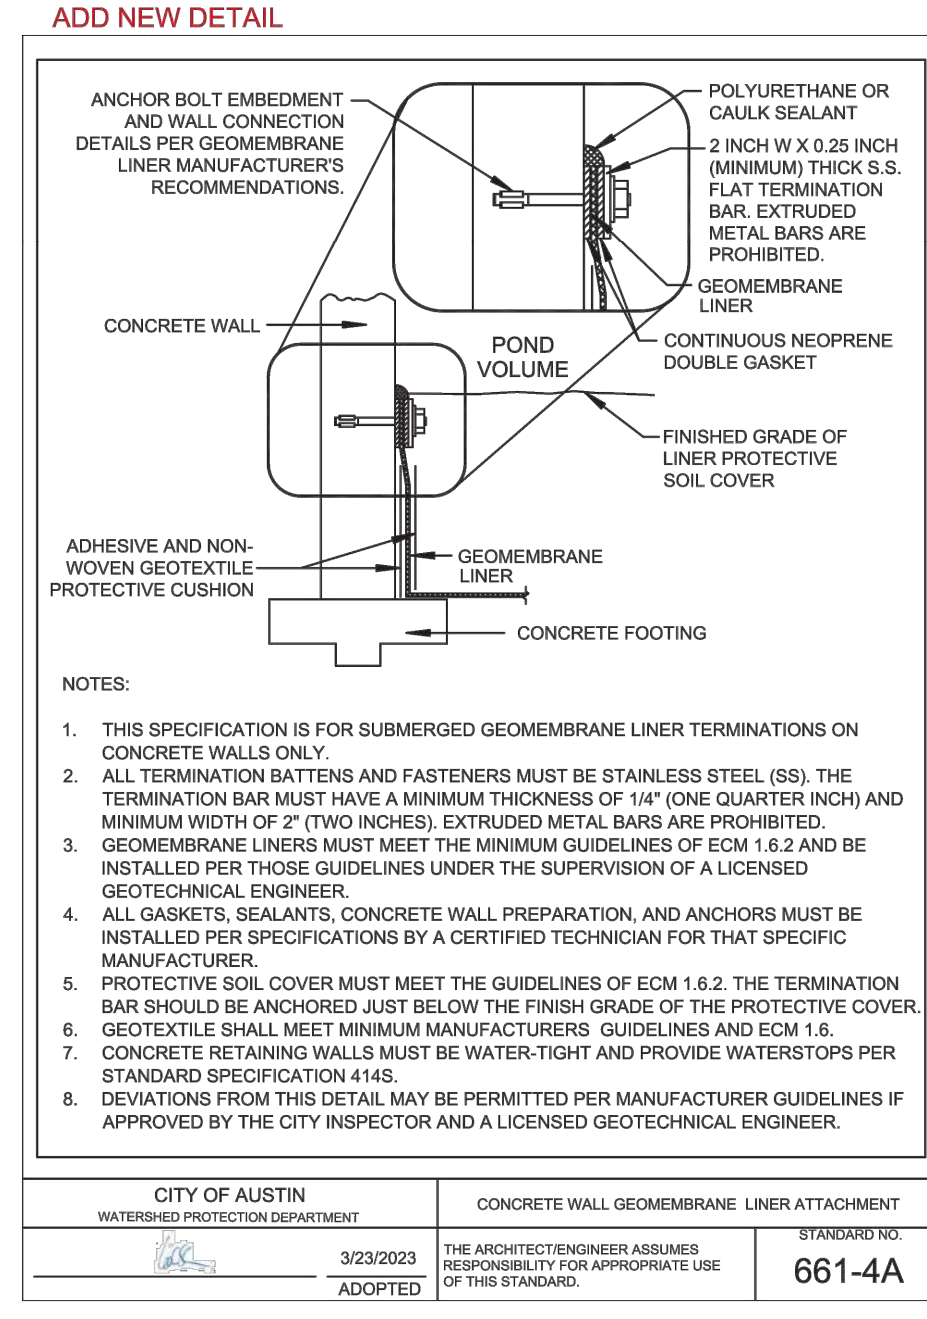 ADD NEW DETAIL
ANCHOR BOLT EMBEDMENT
AND WALL CONNECTION
DETAILS PER GEOMEMBRANE
LINER MANUFACTURER'S
RECOMMENDATIONS.
POLYURETHANE OR
CAULK SEALANT
2 INCH W X 0.25 INCH
(MINIMUM) THICK S.S.
FLAT TERMINATION
BAR. EXTRUDED
METAL BARS ARE
PROHIBITED.
GEOMEMBRANE
LINER
CONCRETE WALL
POND
VOLUME
CONTINUOUS NEOPRENE
DOUBLE GASKET
FINISHED GRADE OF
LINER PROTECTIVE
SOIL COVER
ADHESIVE AND NON-
WOVEN GEOTEXTILE
PROTECTIVE CUSHION
GEOMEMBRANE
LINER
CONCRETE FOOTING
NOTES:
1. THIS SPECIFICATION IS FOR SUBMERGED GEOMEMBRANE LINER TERMINATIONS ON
CONCRETE WALLS ONLY.
2. ALL TERMINATION BATTENS AND FASTENERS MUST BE STAINLESS STEEL (SS). THE
TERMINATION BAR MUST HAVE A MINIMUM THICKNESS OF 1/4" (ONE QUARTER INCH) AND
MINIMUM WIDTH OF 2" (TWO INCHES). EXTRUDED METAL BARS ARE PROHIBITED.
3. GEOMEMBRANE LINERS MUST MEET THE MINIMUM GUIDELINES OF ECM 1.6.2 AND BE
INSTALLED PER THOSE GUIDELINES UNDER THE SUPERVISION OF A LICENSED
GEOTECHNICAL ENGINEER.
4. ALL GASKETS, SEALANTS, CONCRETE WALL PREPARATION, AND ANCHORS MUST BE
INSTALLED PER SPECIFICATIONS BY A CERTIFIED TECHNICIAN FOR THAT SPECIFIC
MANUFACTURER.
5. PROTECTIVE SOIL COVER MUST MEET THE GUIDELINES OF ECM 1.6.2. THE TERMINATION
BAR SHOULD BE ANCHORED JUST BELOW THE FINISH GRADE OF THE PROTECTIVE COVER.
6. GEOTEXTILE SHALL MEET MINIMUM MANUFACTURERS GUIDELINES AND ECM 1.6.
7. CONCRETE RETAINING WALLS MUST BE WATER-TIGHT AND PROVIDE WATERSTOPS PER
STANDARD SPECIFICATION 414S.
8. DEVIATIONS FROM THIS DETAIL MAY BE PERMITTED PER MANUFACTURER GUIDELINES IF
APPROVED BY THE CITY INSPECTOR AND A LICENSED GEOTECHNICAL ENGINEER.
CITY OF AUSTIN
WATERSHED PROTECTION DEPARTMENT
CONCRETE WALL GEOMEMBRANE LINER ATTACHMENT
3/23/2023
ADOPTED
THE ARCHITECT/ENGINEER ASSUMES
RESPONSIBILITY FOR APPROPRIATE USE
OF THIS STANDARD.
STANDARD NO.
661-4A